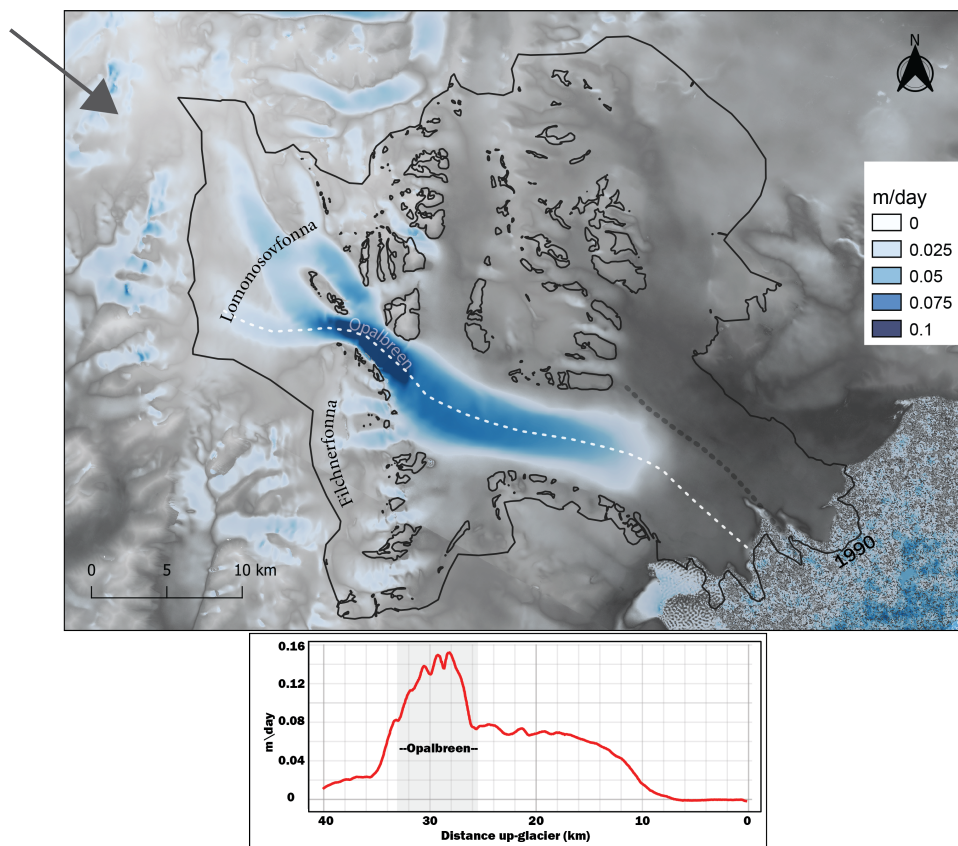 N
m/day
0
0.025
0.05
0.075
0.1
Lomonosovfonna
Opalbreen
Filchnerfonna
1990
0 5 10 km
0.16
0.12
0.08
0.04
0
m\day
--Opalbreen--
40 30 20 10 0
Distance up-glacier (km)